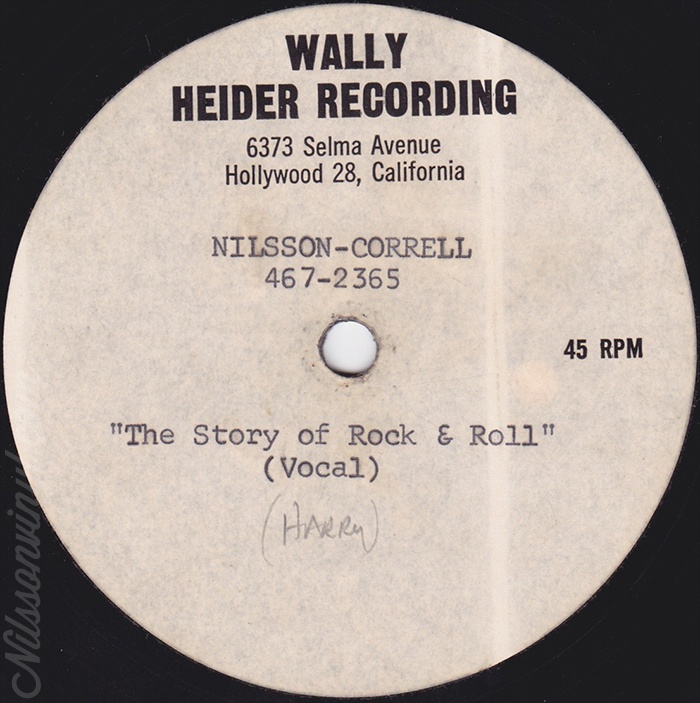 WALLY
HEIDER RECORDING
6373 Selma Avenue
Hollywood 28, California
NILSSON-CORRELL
467-2365
45 RPM
"The Story of Rock & Roll"
(Vocal)
(HARRY)
Nilssonvinyl